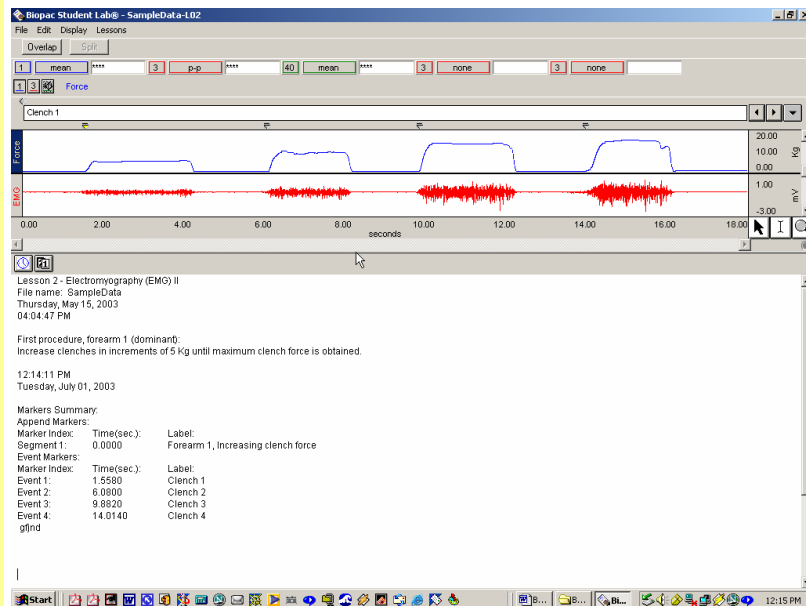 Biopac Student Lab® - SampleData-L02
File Edit Display Lessons
Overlap Split
1 mean **** 3 p-p **** 40 mean **** 3 none 3 none
1 3 40 Force
Clench 1
Force
20.00
10.00
0.00
Kg
EMG
1.00
-3.00
mV
0.00 2.00 4.00 6.00 8.00 10.00 12.00 14.00 16.00 18.00
seconds
Lesson 2 - Electromyography (EMG) II
File name: SampleData
Thursday, May 15, 2003
04:04:47 PM
First procedure, forearm 1 (dominant):
Increase clenches in increments of 5 Kg until maximum clench force is obtained.
12:14:11 PM
Tuesday, July 01, 2003
Markers Summary:
Append Markers:
Marker Index: Time(sec.): Label:
Segment 1: 0.0000 Forearm 1, Increasing clench force
Event Markers:
Marker Index: Time(sec.): Label:
Event 1: 1.5580 Clench 1
Event 2: 6.0800 Clench 2
Event 3: 9.8820 Clench 3
Event 4: 14.0140 Clench 4
gfjnd
Start B... B... Bi... 12:15 PM